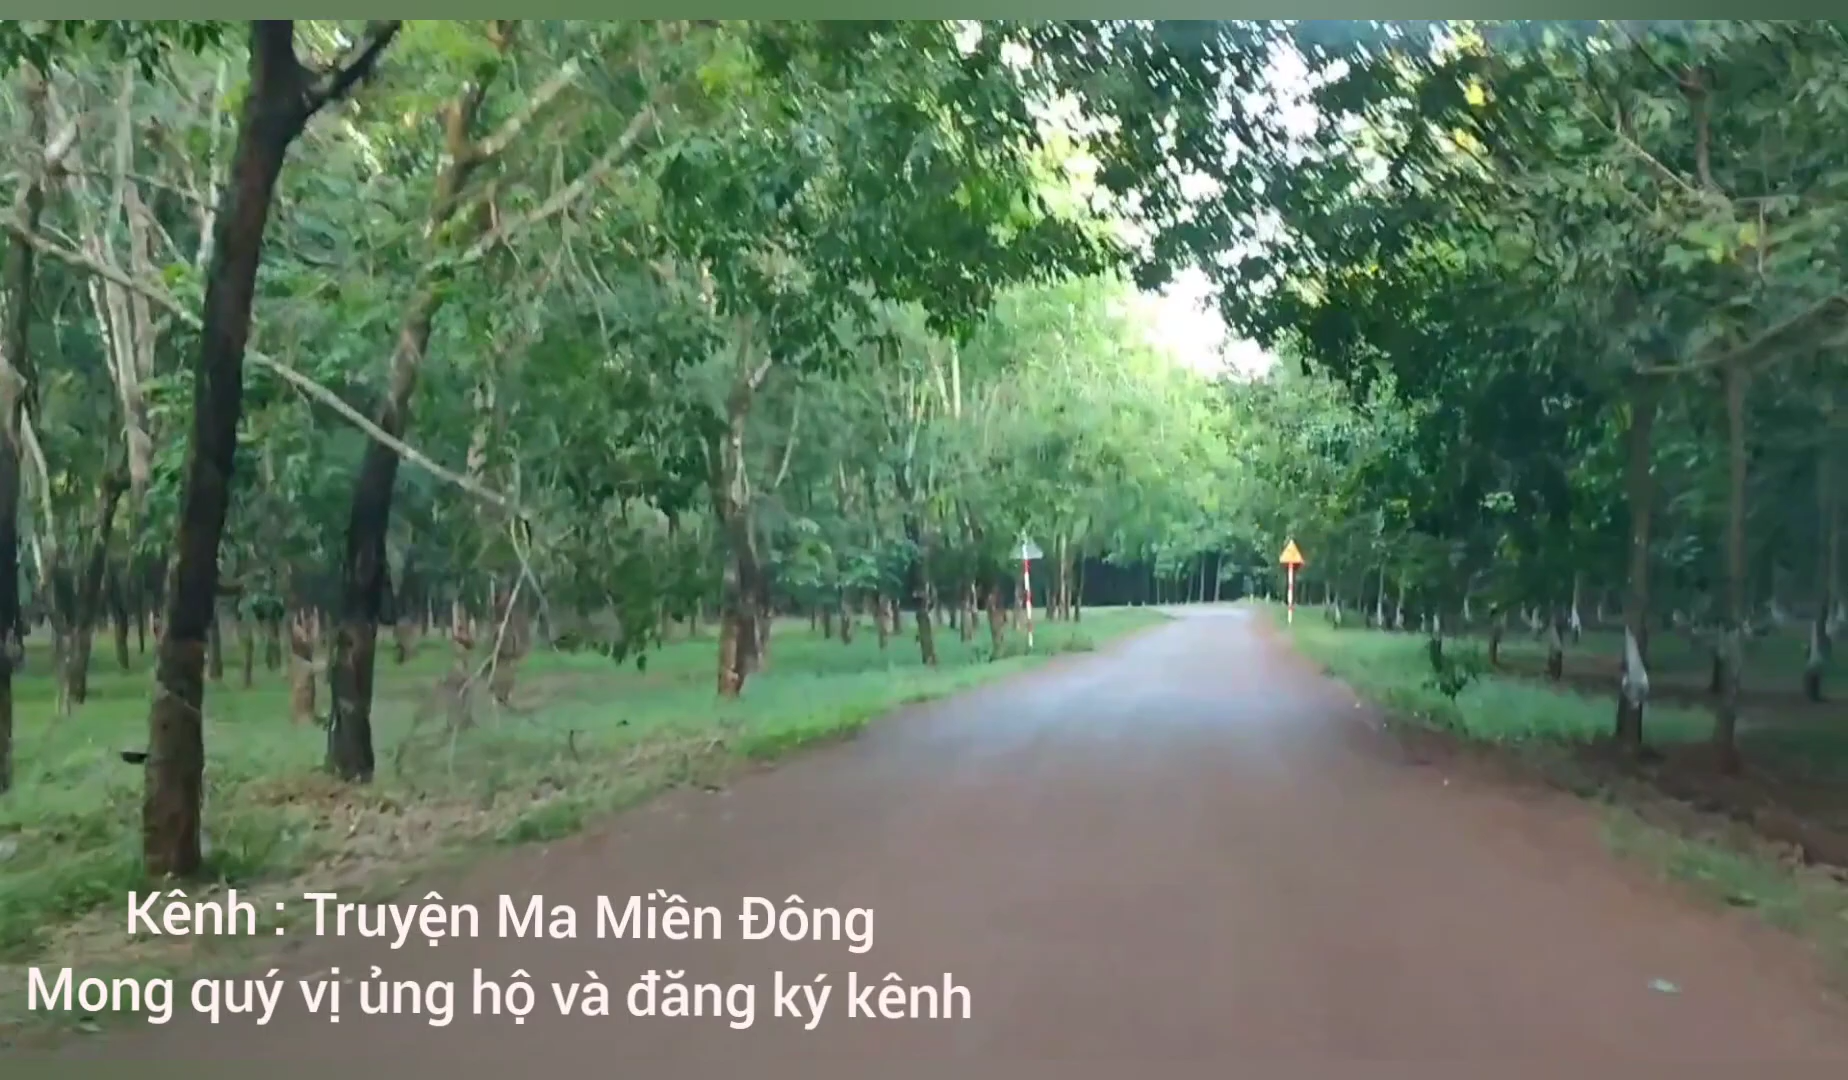 Kênh : Truyện Ma Miền Đông
Mong quý vị ủng hộ và đăng ký kênh